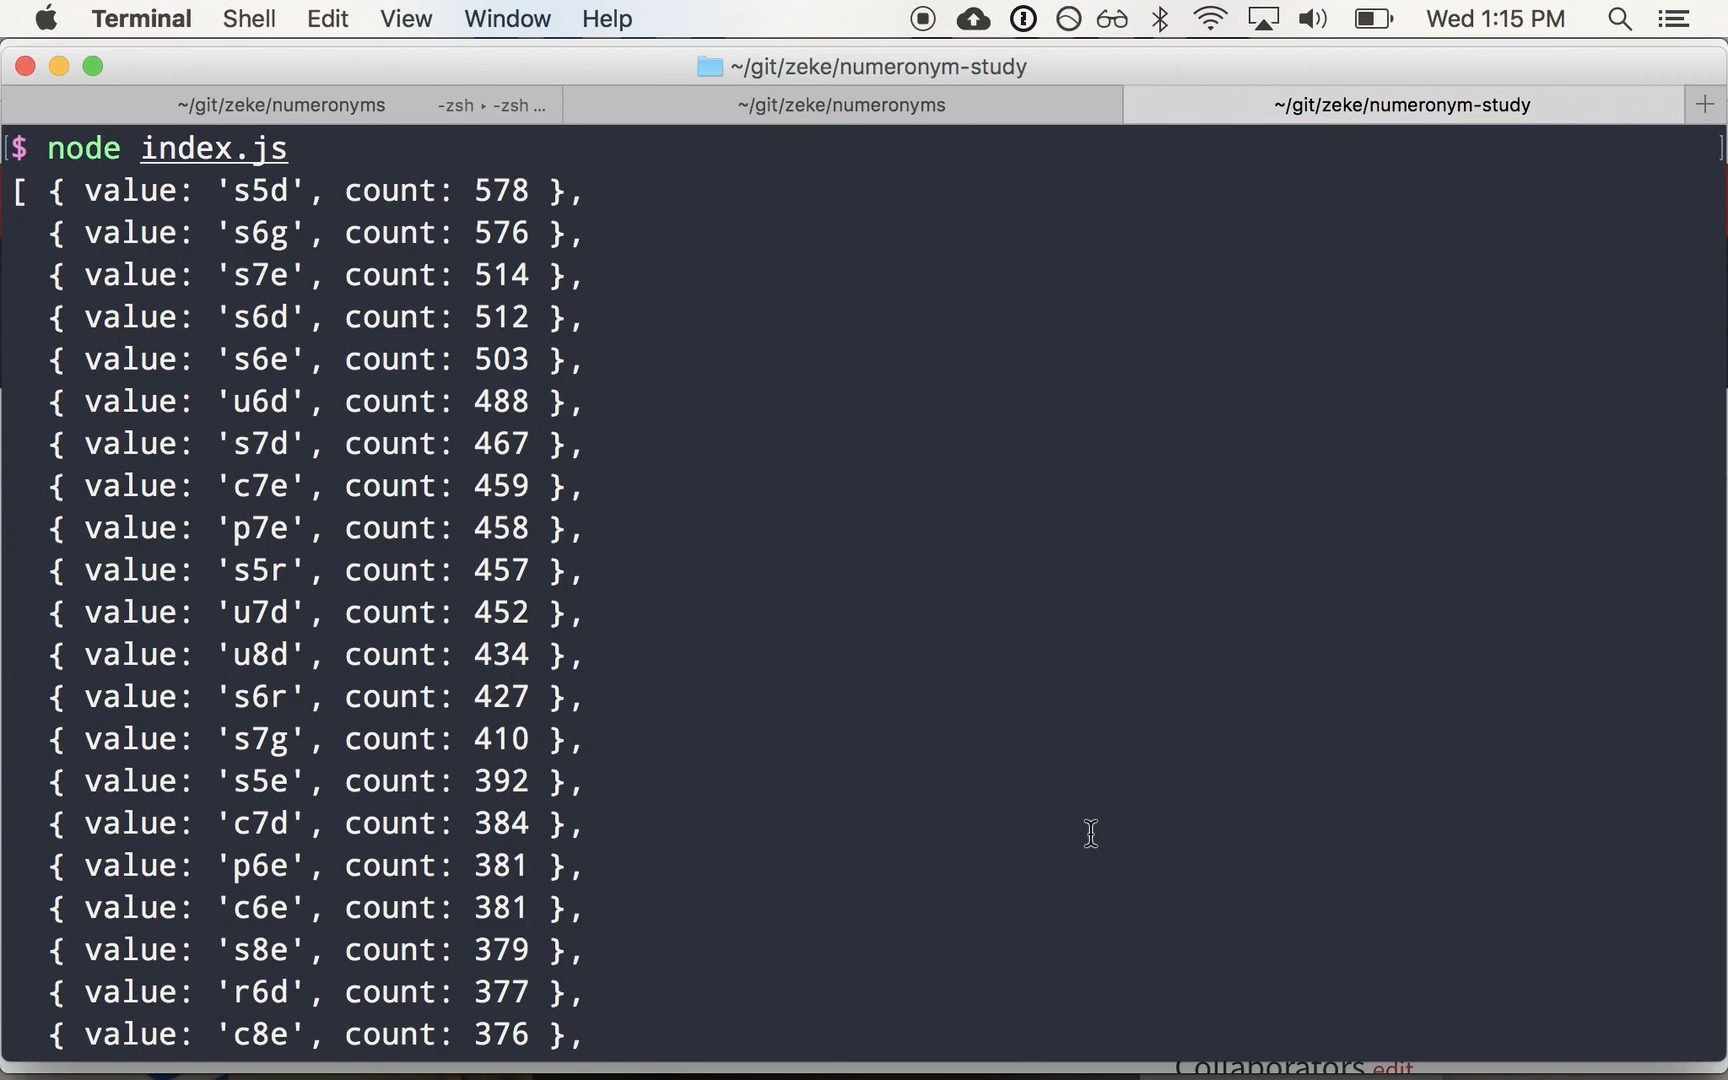 Terminal Shell Edit View Window Help Wed 1:15 PM
~/git/zeke/numeronym-study
~/git/zeke/numeronyms -zsh ▸ -zsh ... ~/git/zeke/numeronyms ~/git/zeke/numeronym-study +
[$ node index.js ]
[ { value: 's5d', count: 578 },
{ value: 's6g', count: 576 },
{ value: 's7e', count: 514 },
{ value: 's6d', count: 512 },
{ value: 's6e', count: 503 },
{ value: 'u6d', count: 488 },
{ value: 's7d', count: 467 },
{ value: 'c7e', count: 459 },
{ value: 'p7e', count: 458 },
{ value: 's5r', count: 457 },
{ value: 'u7d', count: 452 },
{ value: 'u8d', count: 434 },
{ value: 's6r', count: 427 },
{ value: 's7g', count: 410 },
{ value: 's5e', count: 392 },
{ value: 'c7d', count: 384 },
{ value: 'p6e', count: 381 },
{ value: 'c6e', count: 381 },
{ value: 's8e', count: 379 },
{ value: 'r6d', count: 377 },
{ value: 'c8e', count: 376 },
Collaborators edit